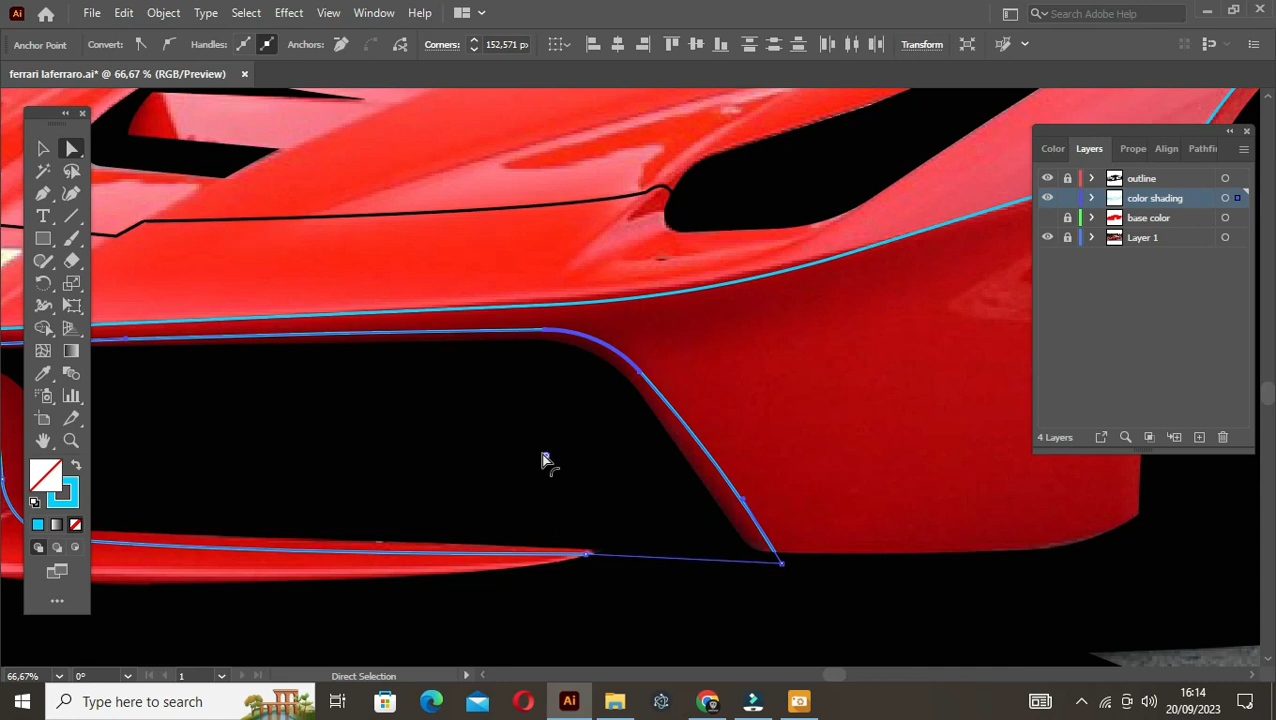 Ai File Edit Object Type Select Effect View Window Help Search Adobe Help
Anchor Point Convert: Handles: Anchors: Corners: 152,571 p Transform
ferrari laferraro.ai* @ 66,67 % (RGB/Preview)
Color Layers Prope Align Pathfi
outline
color shading
base color
Layer 1
4 Layers
T
66,67% 0° 1 Direct Selection
Type here to search Ai 16:14
20/09/2023